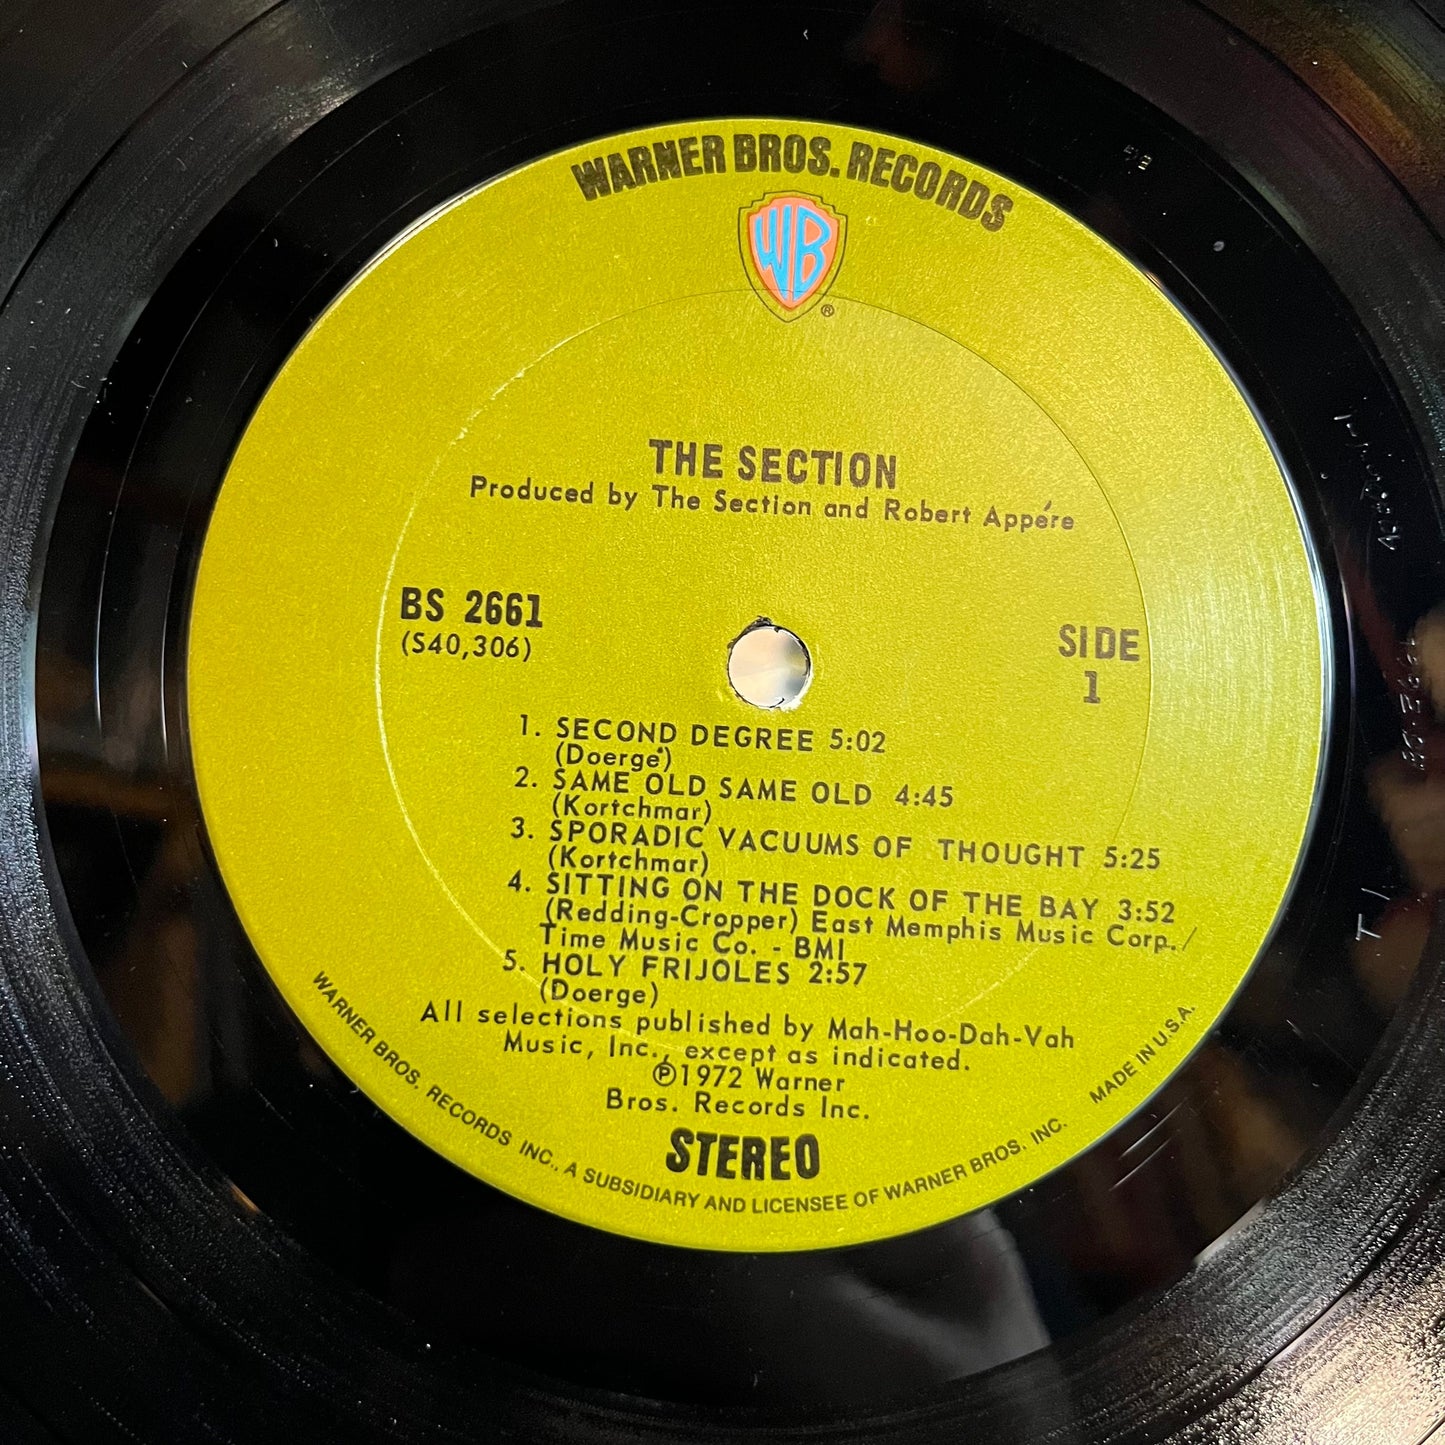 WARNER BROS. RECORDS
WB
®
THE SECTION
Produced by The Section and Robert Appére
BS 2661
(S40,306)
SIDE
1
1. SECOND DEGREE 5:02
(Doergé)
2. SAME OLD SAME OLD 4:45
(Kortchmar)
3. SPORADIC VACUUMS OF THOUGHT 5:25
(Kortchmar)
4. SITTING ON THE DOCK OF THE BAY 3:52
(Redding-Cropper) East Memphis Music Corp./
Time Music Co. - BMI
5. HOLY FRIJOLES 2:57
(Doerge)
All selections published by Mah-Hoo-Dah-Vah
Music, Inc., except as indicated.
℗1972 Warner
Bros. Records Inc.
STEREO
WARNER BROS. RECORDS INC., A SUBSIDIARY AND LICENSEE OF WARNER BROS. INC. MADE IN U.S.A.